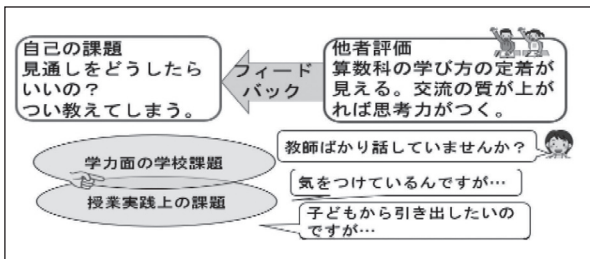 自己の課題
見通しをどうしたら
いいの？
つい教えてしまう。
フィード
バック
他者評価
算数科の学び方の定着が
見える。交流の質が上が
れば思考力がつく。
学力面の学校課題
授業実践上の課題
教師ばかり話していませんか？
気をつけているんですが…
子どもから引き出したいの
ですが…